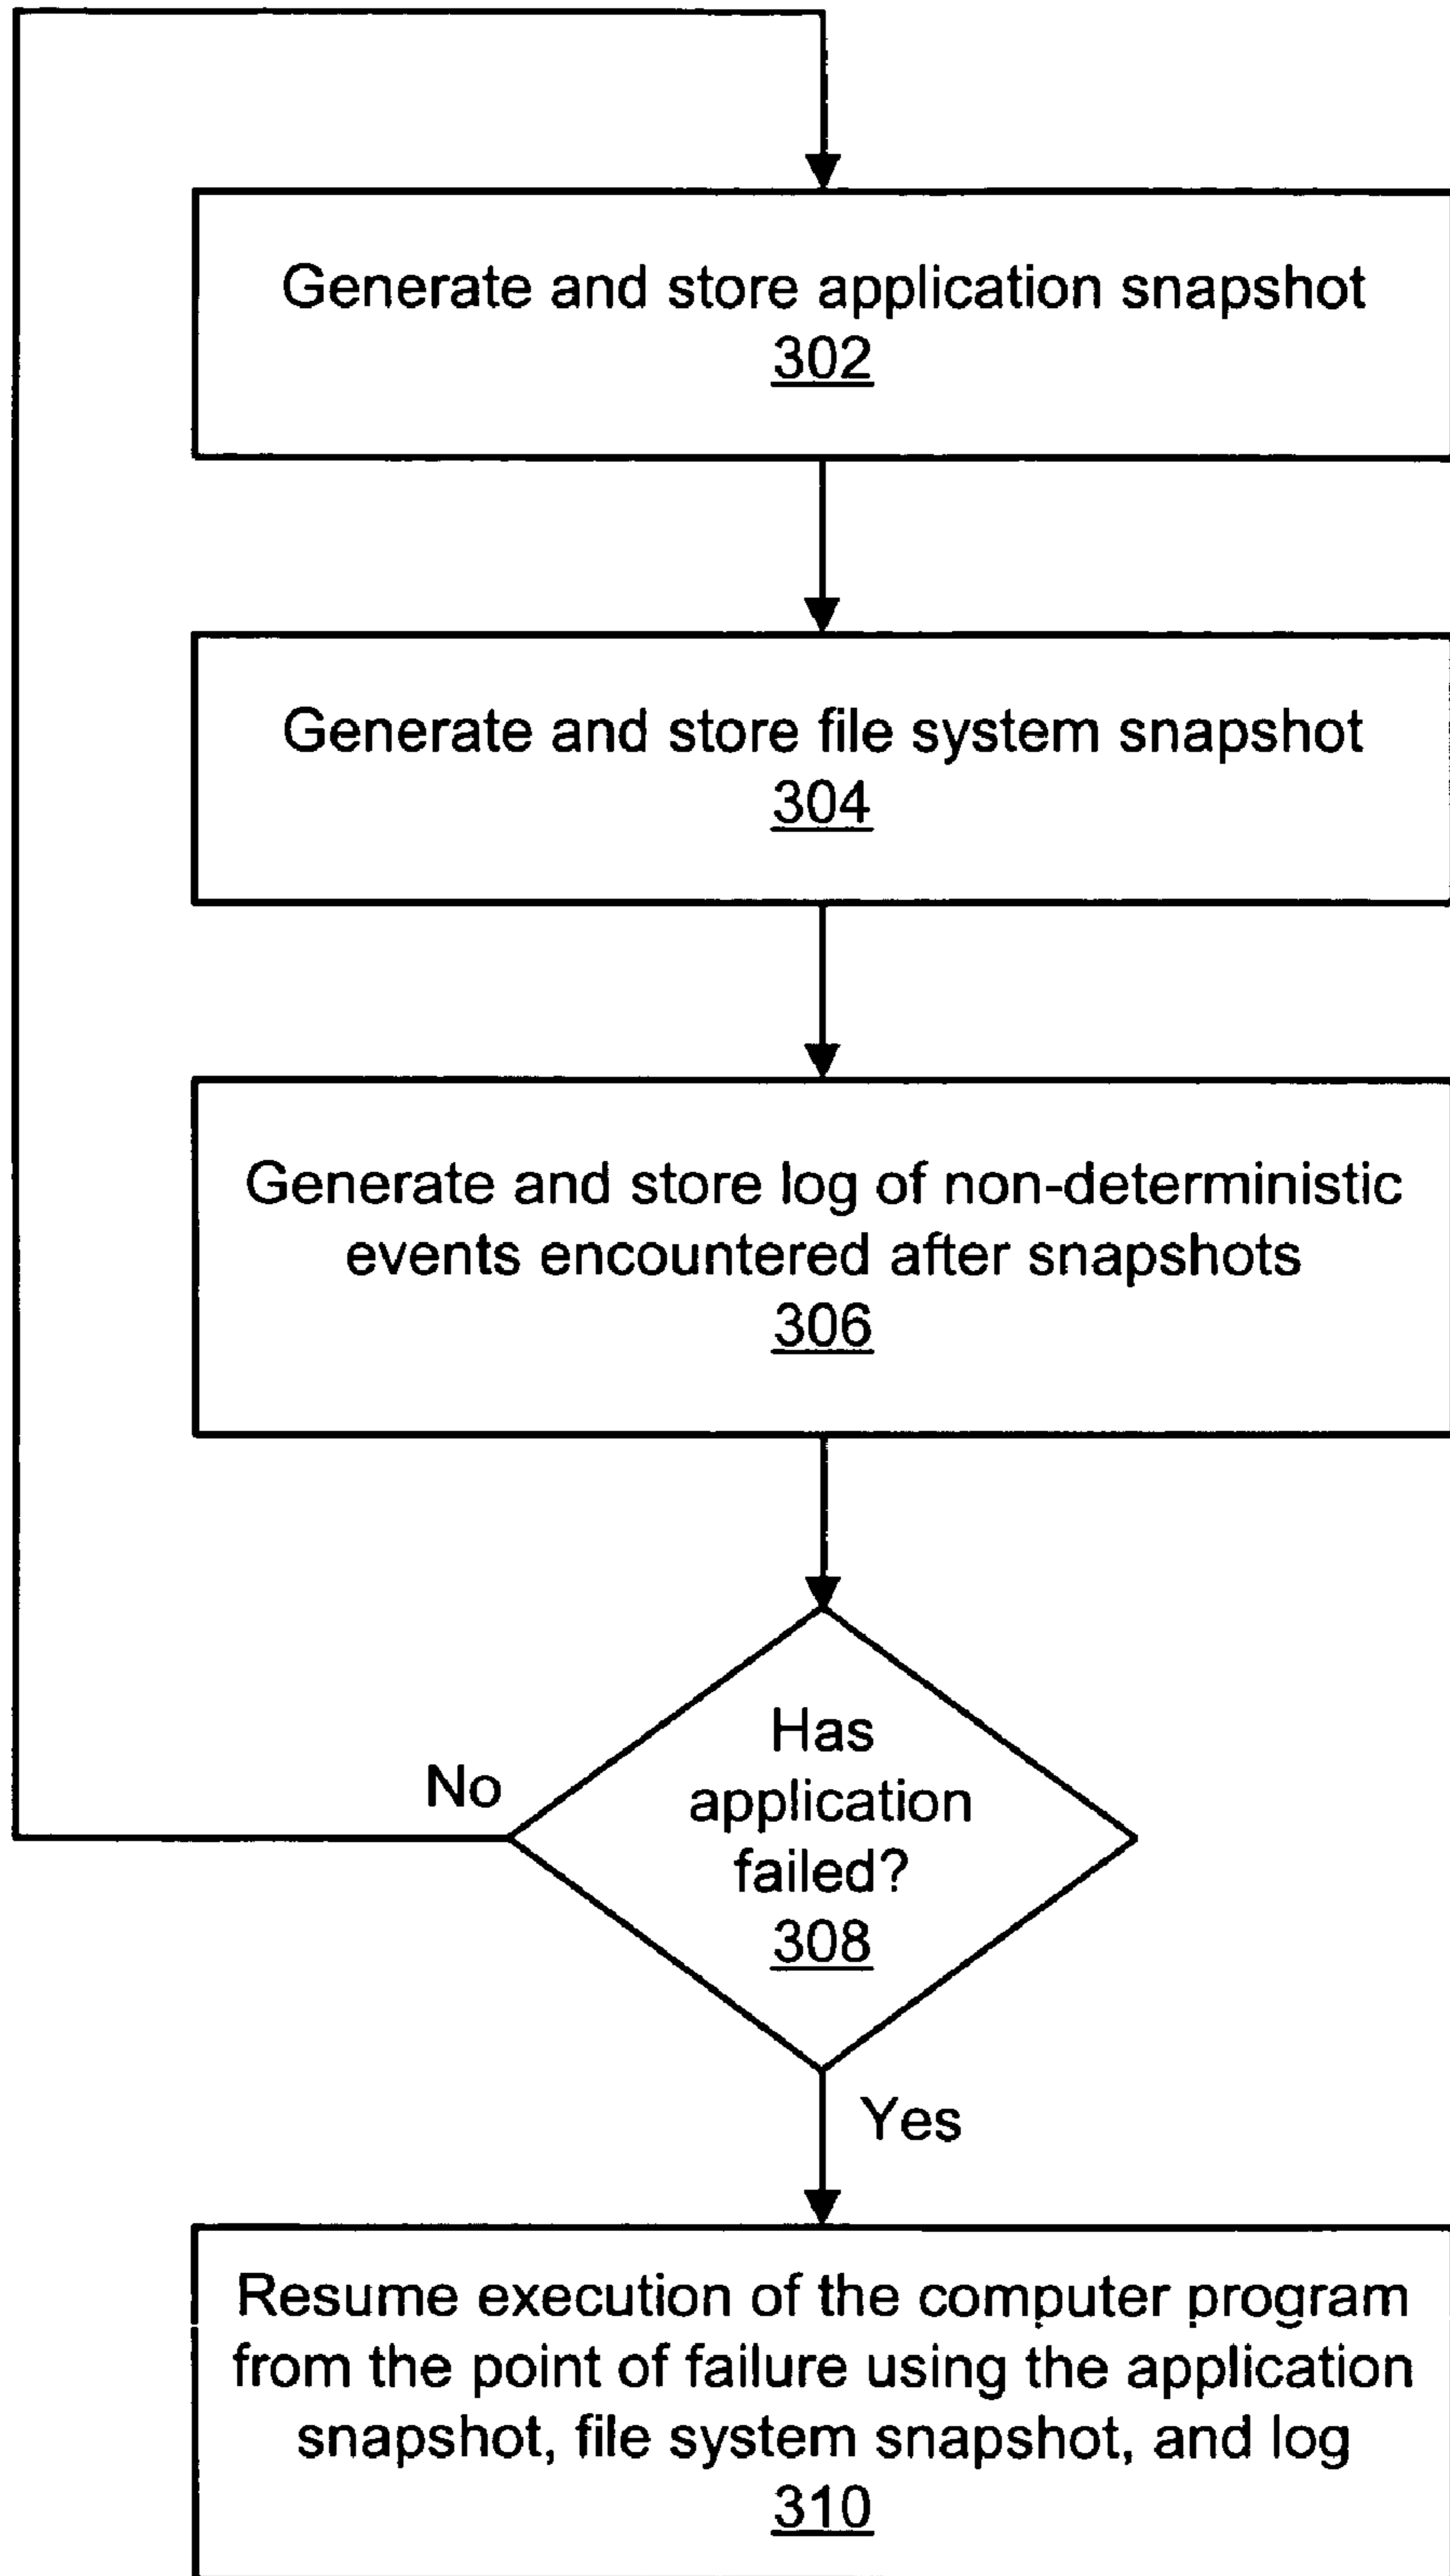 Generate and store application snapshot
302
Generate and store file system snapshot
304
Generate and store log of non-deterministic
events encountered after snapshots
306
Has
application
failed?
308
No
Yes
Resume execution of the computer program
from the point of failure using the application
snapshot, file system snapshot, and log
310